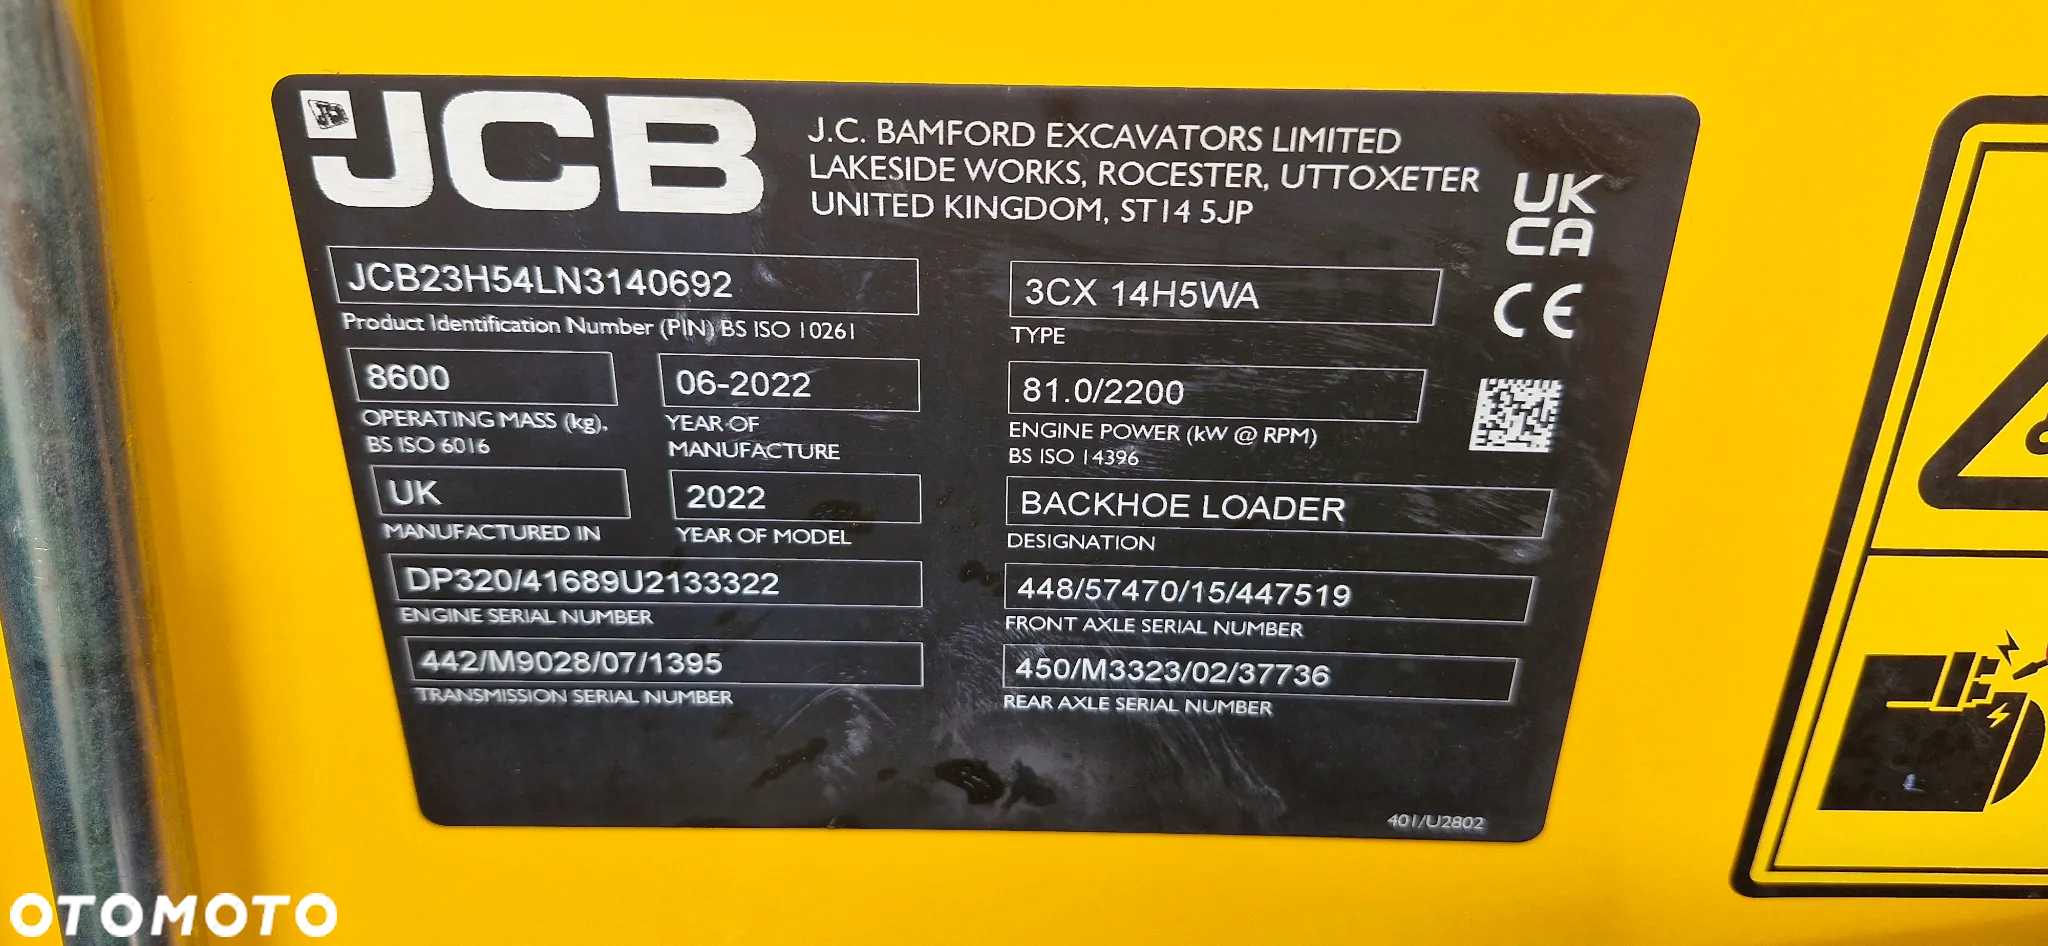 JCB
J.C. BAMFORD EXCAVATORS LIMITED
LAKESIDE WORKS, ROCESTER, UTTOXETER
UNITED KINGDOM, ST14 5JP
UK
CA
CE
JCB23H54LN3140692
Product Identification Number (PIN) BS ISO 10261
3CX 14H5WA
TYPE
8600
OPERATING MASS (kg).
BS ISO 6016
06-2022
YEAR OF
MANUFACTURE
81.0/2200
ENGINE POWER (kW @ RPM)
BS ISO 14396
UK
MANUFACTURED IN
2022
YEAR OF MODEL
BACKHOE LOADER
DESIGNATION
DP320/41689U2133322
ENGINE SERIAL NUMBER
448/57470/15/447519
FRONT AXLE SERIAL NUMBER
442/M9028/07/1395
TRANSMISSION SERIAL NUMBER
450/M3323/02/37736
REAR AXLE SERIAL NUMBER
401/U2802
OTOMOTO